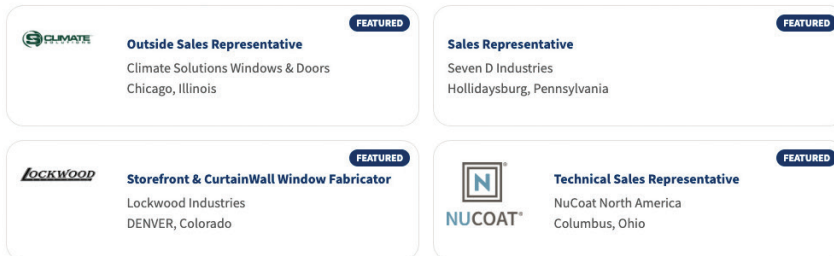 FEATURED
CLIMATE
SOLUTIONS
Outside Sales Representative
Climate Solutions Windows & Doors
Chicago, Illinois
FEATURED
Sales Representative
Seven D Industries
Hollidaysburg, Pennsylvania
FEATURED
LOCKWOOD
Storefront & CurtainWall Window Fabricator
Lockwood Industries
DENVER, Colorado
FEATURED
N
NUCOAT®
Technical Sales Representative
NuCoat North America
Columbus, Ohio